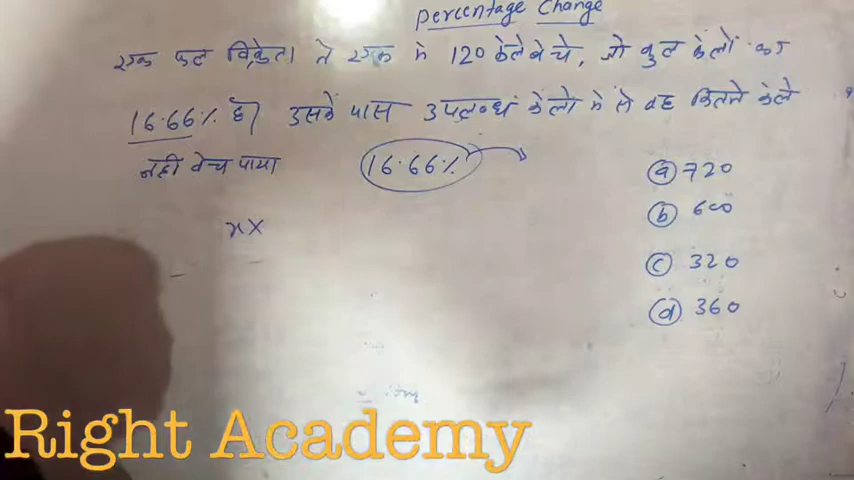 Percentage Change
एक फल विक्रेता ने एक में 120 केले बेचे, जो कुल केलों का
16.66% है। उसके पास उपलब्ध केलों में से वह कितने केले
नहीं बेच पाया
16.66%
ⓐ 720
ⓑ 600
ⓒ 320
ⓓ 360
x X
Right Academy